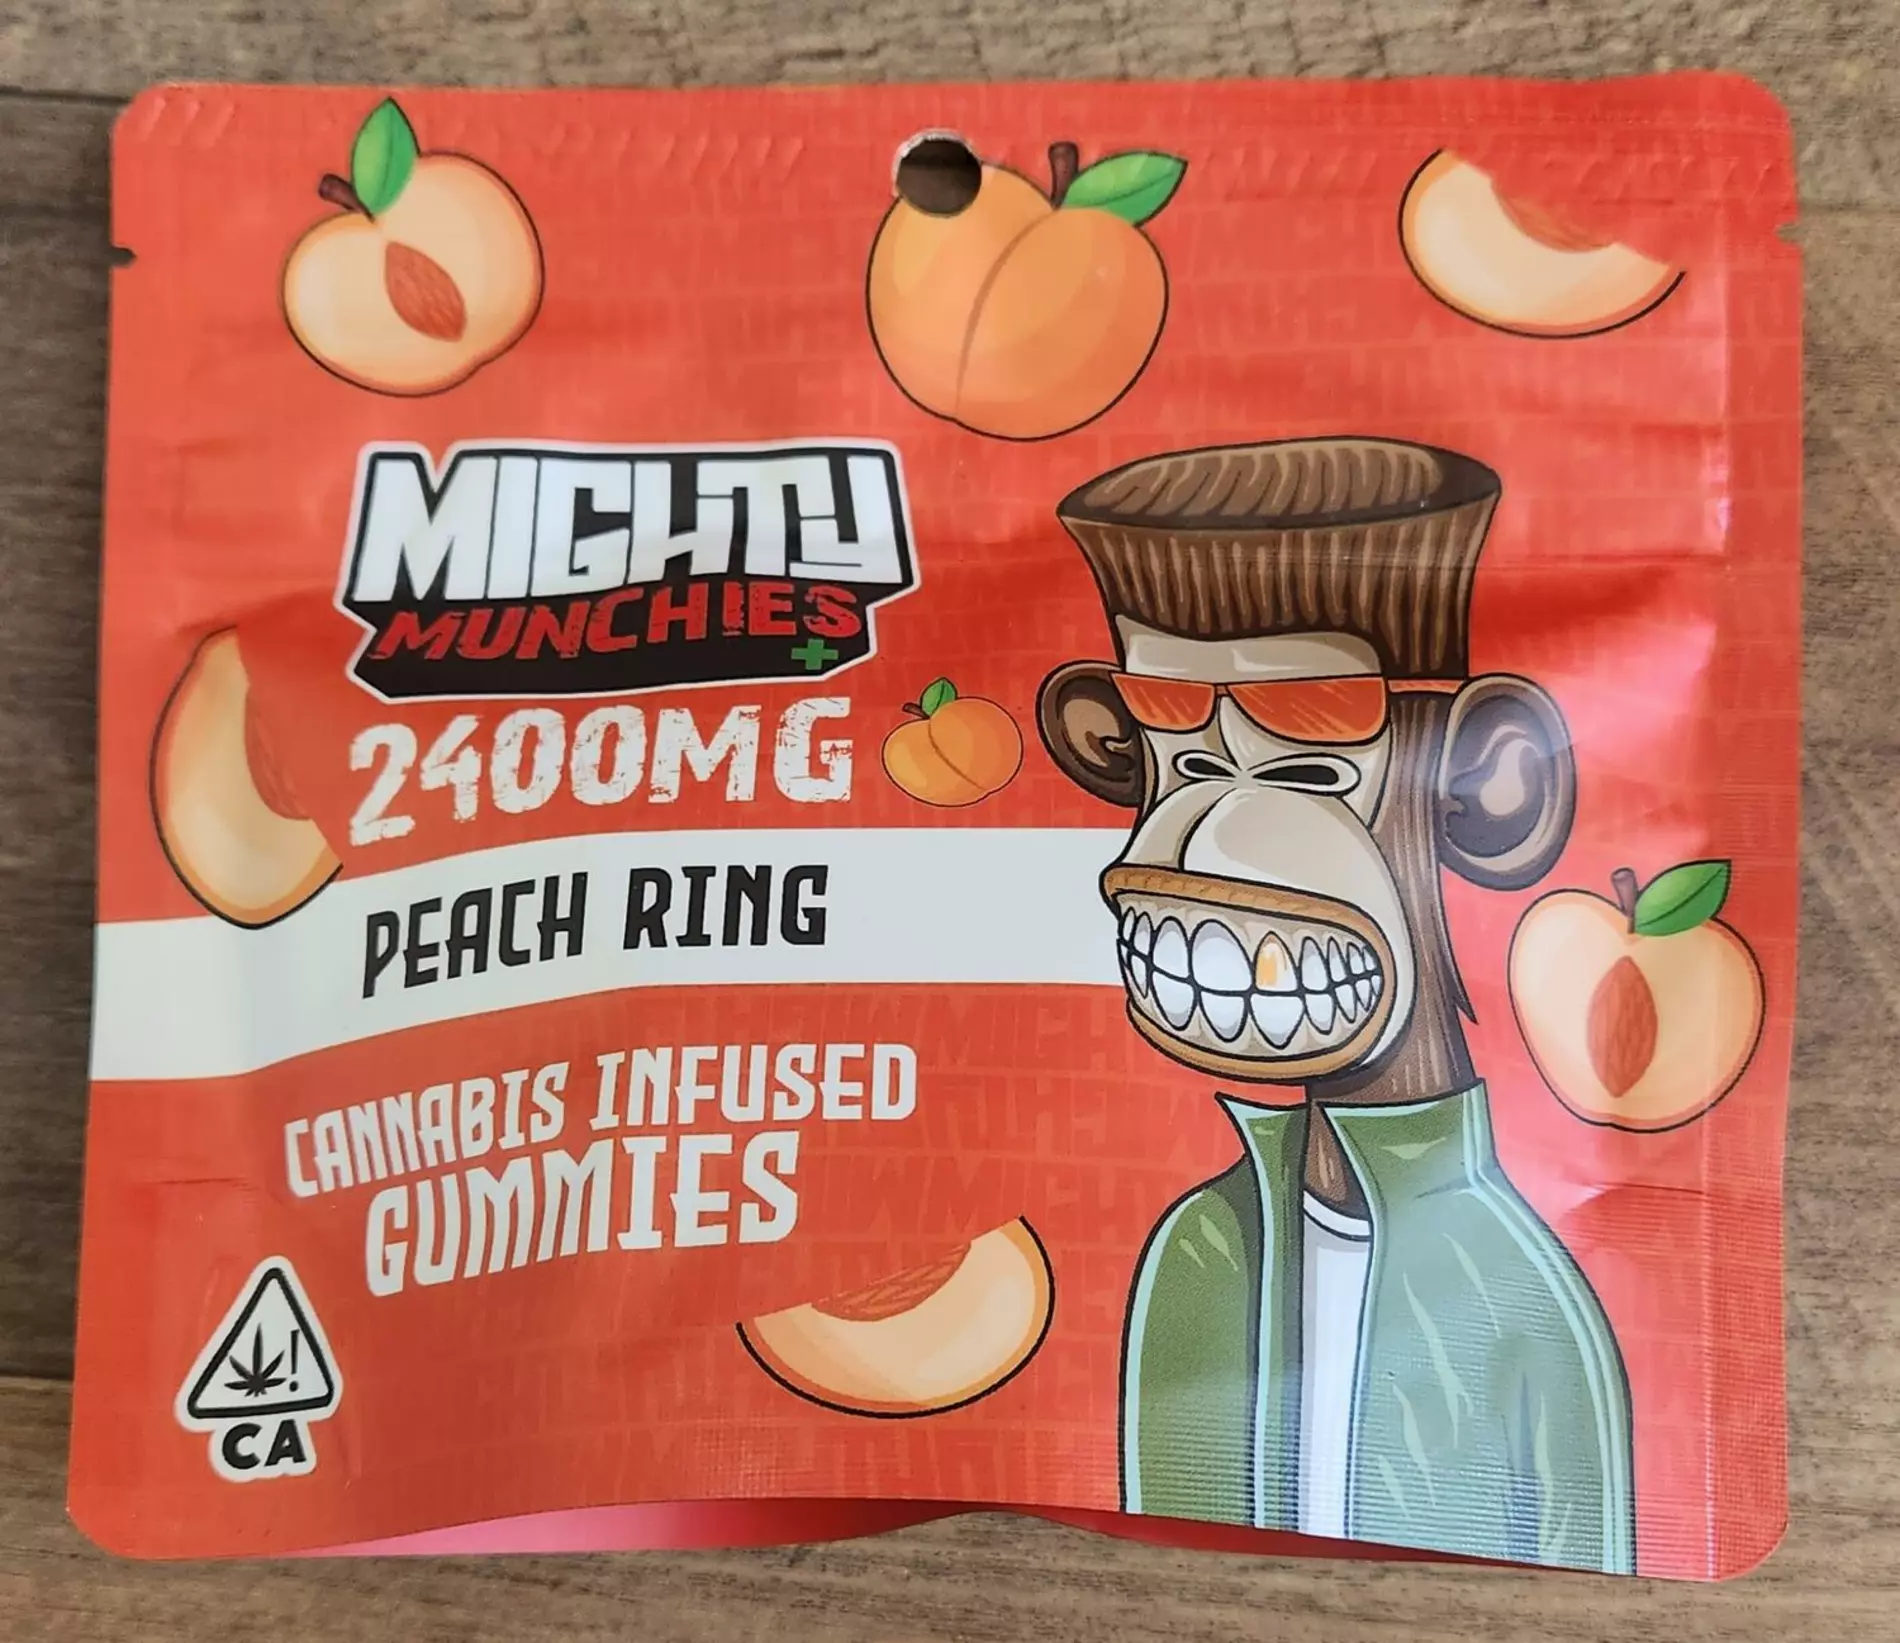 MIGHTY
MUNCHIES
2400MG
PEACH RING
CANNABIS INFUSED
GUMMIES
CA